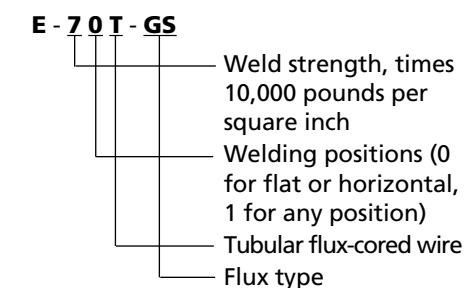 E - 7 0 T - GS
Weld strength, times
10,000 pounds per
square inch
Welding positions (0
for flat or horizontal,
1 for any position)
Tubular flux-cored wire
Flux type